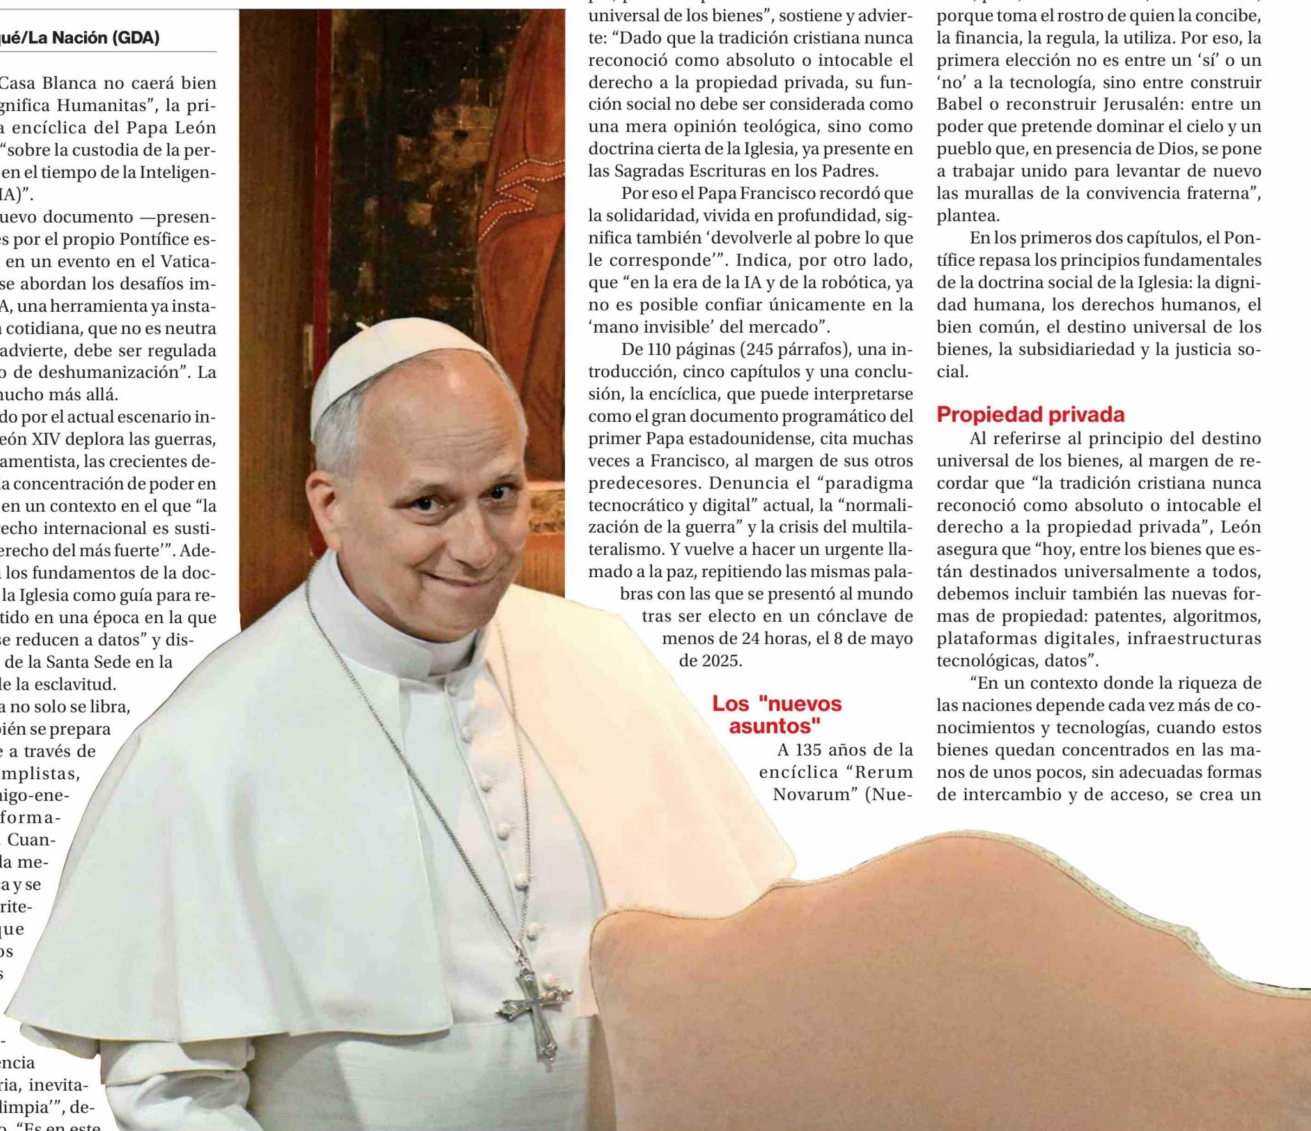 qué/La Nación (GDA)
Casa Blanca no caerá bien
gnifica Humanitas”, la pri-
a encíclica del Papa León
“sobre la custodia de la per-
en el tiempo de la Inteligen-
IA)”.
uevo documento —presen-
es por el propio Pontífice es-
en un evento en el Vatica-
se abordan los desafíos im-
A, una herramienta ya insta-
a cotidiana, que no es neutra
advierte, debe ser regulada
o de deshumanización”. La
mucho más allá.
do por el actual escenario in-
eón XIV deplora las guerras,
amentista, las crecientes de-
la concentración de poder en
en un contexto en el que “la
recho internacional es susti-
erecho del más fuerte’”. Ade-
los fundamentos de la doc-
la Iglesia como guía para re-
tido en una época en la que
se reducen a datos” y dis-
de la Santa Sede en la
de la esclavitud.
a no solo se libra,
bién se prepara
e a través de
mplistas,
nigo-ene-
forma-
. Cuan-
la me-
ca y se
rite-
que
os
s
-
encia
ria, inevita-
limpia’”, de-
o. “Es en este
universal de los bienes”, sostiene y advier-
te: “Dado que la tradición cristiana nunca
reconoció como absoluto o intocable el
derecho a la propiedad privada, su fun-
ción social no debe ser considerada como
una mera opinión teológica, sino como
doctrina cierta de la Iglesia, ya presente en
las Sagradas Escrituras en los Padres.
Por eso el Papa Francisco recordó que
la solidaridad, vivida en profundidad, sig-
nifica también ‘devolverle al pobre lo que
le corresponde’”. Indica, por otro lado,
que “en la era de la IA y de la robótica, ya
no es posible confiar únicamente en la
‘mano invisible’ del mercado”.
De 110 páginas (245 párrafos), una in-
troducción, cinco capítulos y una conclu-
sión, la encíclica, que puede interpretarse
como el gran documento programático del
primer Papa estadounidense, cita muchas
veces a Francisco, al margen de sus otros
predecesores. Denuncia el “paradigma
tecnocrático y digital” actual, la “normali-
zación de la guerra” y la crisis del multila-
teralismo. Y vuelve a hacer un urgente lla-
mado a la paz, repitiendo las mismas pala-
bras con las que se presentó al mundo
tras ser electo en un cónclave de
menos de 24 horas, el 8 de mayo
de 2025.
Los "nuevos
asuntos"
A 135 años de la
encíclica “Rerum
Novarum” (Nue-
porque toma el rostro de quien la concibe,
la financia, la regula, la utiliza. Por eso, la
primera elección no es entre un ‘sí’ o un
‘no’ a la tecnología, sino entre construir
Babel o reconstruir Jerusalén: entre un
poder que pretende dominar el cielo y un
pueblo que, en presencia de Dios, se pone
a trabajar unido para levantar de nuevo
las murallas de la convivencia fraterna”,
plantea.
En los primeros dos capítulos, el Pon-
tífice repasa los principios fundamentales
de la doctrina social de la Iglesia: la digni-
dad humana, los derechos humanos, el
bien común, el destino universal de los
bienes, la subsidiariedad y la justicia so-
cial.
Propiedad privada
Al referirse al principio del destino
universal de los bienes, al margen de re-
cordar que “la tradición cristiana nunca
reconoció como absoluto o intocable el
derecho a la propiedad privada”, León
asegura que “hoy, entre los bienes que es-
tán destinados universalmente a todos,
debemos incluir también las nuevas for-
mas de propiedad: patentes, algoritmos,
plataformas digitales, infraestructuras
tecnológicas, datos”.
“En un contexto donde la riqueza de
las naciones depende cada vez más de co-
nocimientos y tecnologías, cuando estos
bienes quedan concentrados en las ma-
nos de unos pocos, sin adecuadas formas
de intercambio y de acceso, se crea un